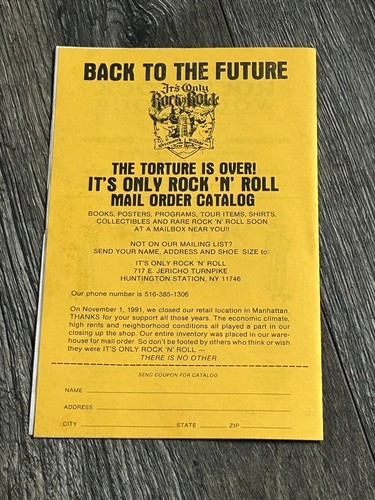 BACK TO THE FUTURE
It's Only
Rock 'N' Roll
THE TORTURE IS OVER!
IT'S ONLY ROCK 'N' ROLL
MAIL ORDER CATALOG
BOOKS, POSTERS, PROGRAMS, TOUR ITEMS, SHIRTS,
COLLECTIBLES AND RARE ROCK 'N' ROLL SOON
AT A MAILBOX NEAR YOU!!
NOT ON OUR MAILING LIST?
SEND YOUR NAME, ADDRESS AND SHOE SIZE to:
IT'S ONLY ROCK 'N' ROLL
717 E. JERICHO TURNPIKE
HUNTINGTON STATION, NY 11746
Our phone number is 516-385-1306
On November 1, 1991, we closed our retail location in Manhattan.
THANKS for your support all those years. The economic climate,
high rents and neighborhood conditions all played a part in our
closing up the shop. Our entire inventory was placed in our ware-
house for mail order. So don't be fooled by others who think or wish
they were IT'S ONLY ROCK 'N' ROLL —
THERE IS NO OTHER
SEND COUPON FOR CATALOG
NAME
ADDRESS
CITY STATE ZIP